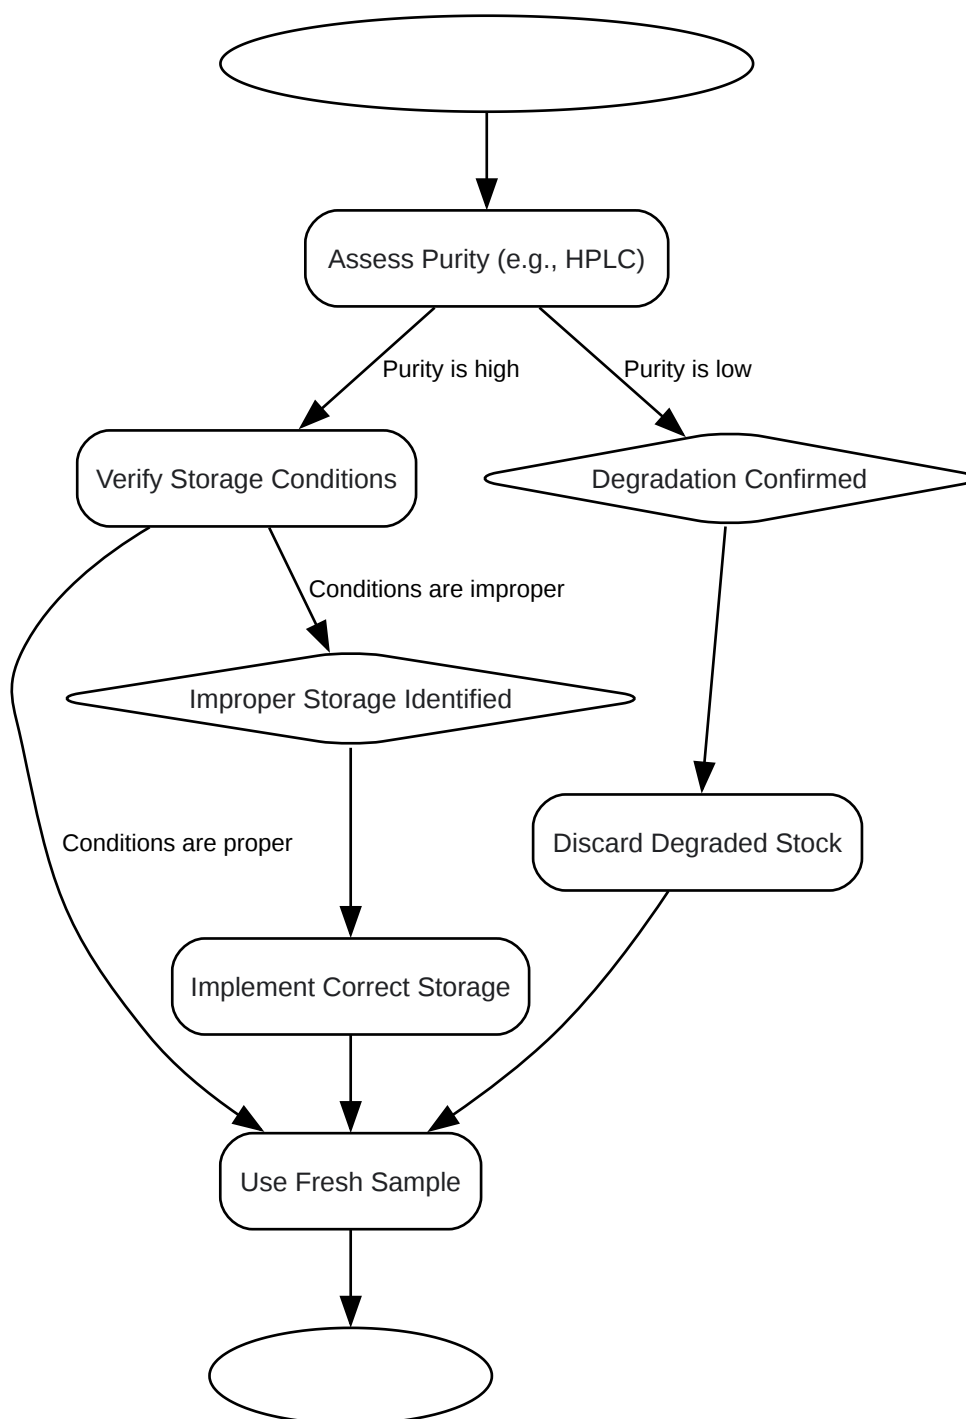 Assess Purity (e.g., HPLC)
Purity is high
Purity is low
Verify Storage Conditions
Degradation Confirmed
Conditions are improper
Improper Storage Identified
Conditions are proper
Discard Degraded Stock
Implement Correct Storage
Use Fresh Sample